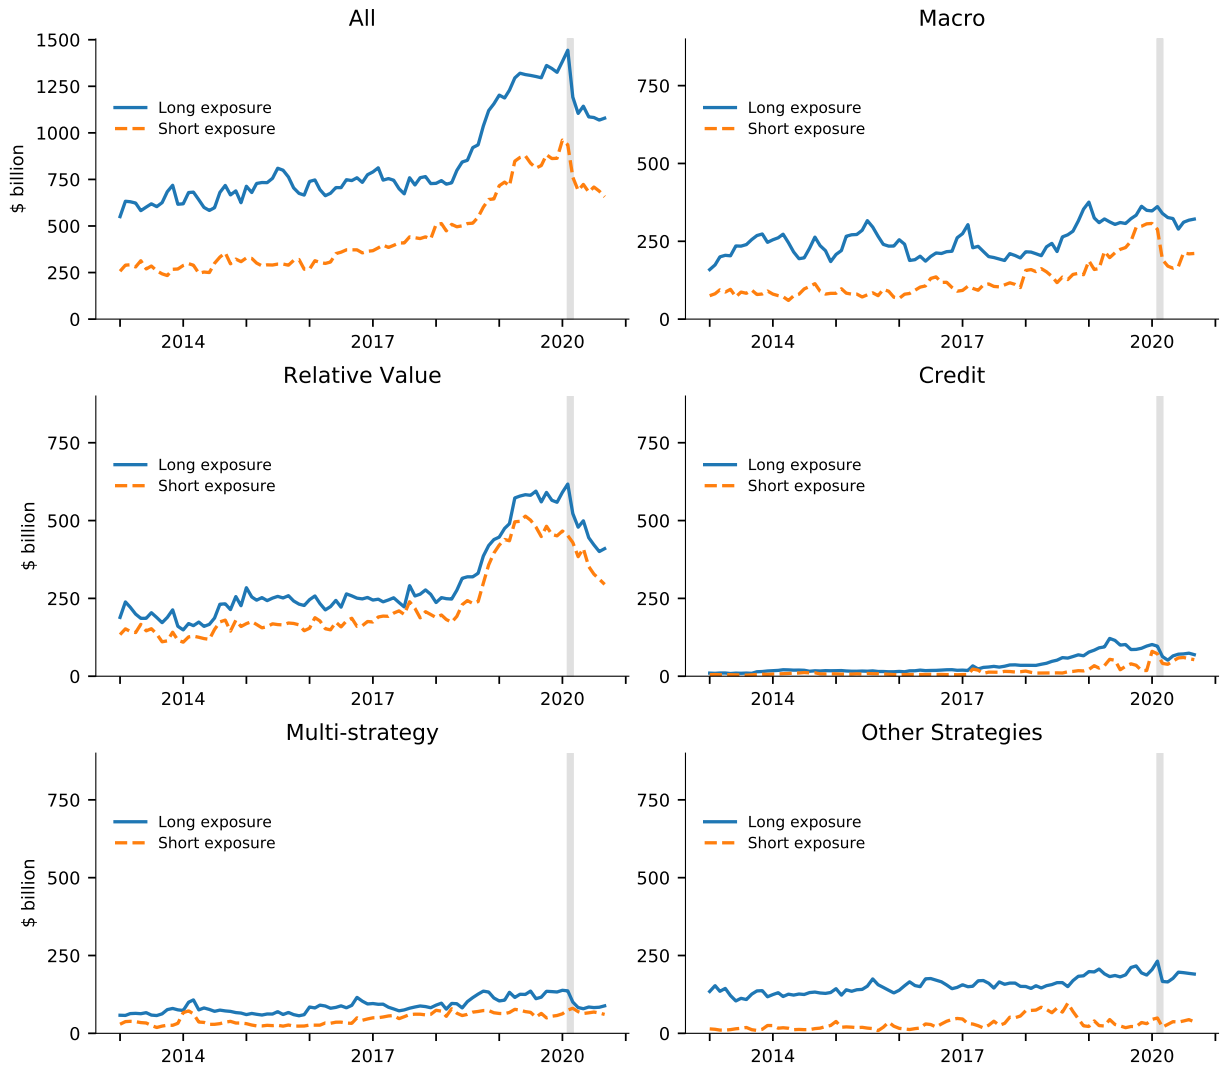 All
1500
1250
1000
750
500
250
0
$ billion
Long exposure
Short exposure
2014
2017
2020
Macro
750
500
250
0
Long exposure
Short exposure
2014
2017
2020
Relative Value
750
500
250
0
$ billion
Long exposure
Short exposure
2014
2017
2020
Credit
750
500
250
0
Long exposure
Short exposure
2014
2017
2020
Multi-strategy
750
500
250
0
$ billion
Long exposure
Short exposure
2014
2017
2020
Other Strategies
750
500
250
0
Long exposure
Short exposure
2014
2017
2020